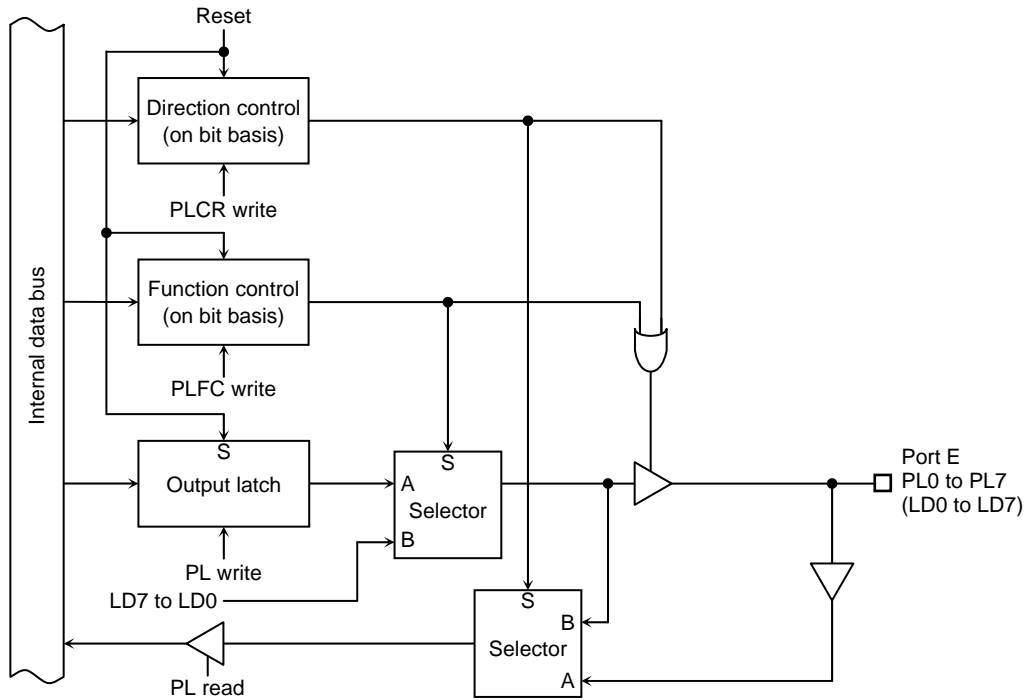 Reset
Internal data bus
Direction control
(on bit basis)
PLCR write
Function control
(on bit basis)
PLFC write
S
Output latch
PL write
S
A
Selector
B
LD7 to LD0
Port E
PL0 to PL7
(LD0 to LD7)
S
B
Selector
A
PL read